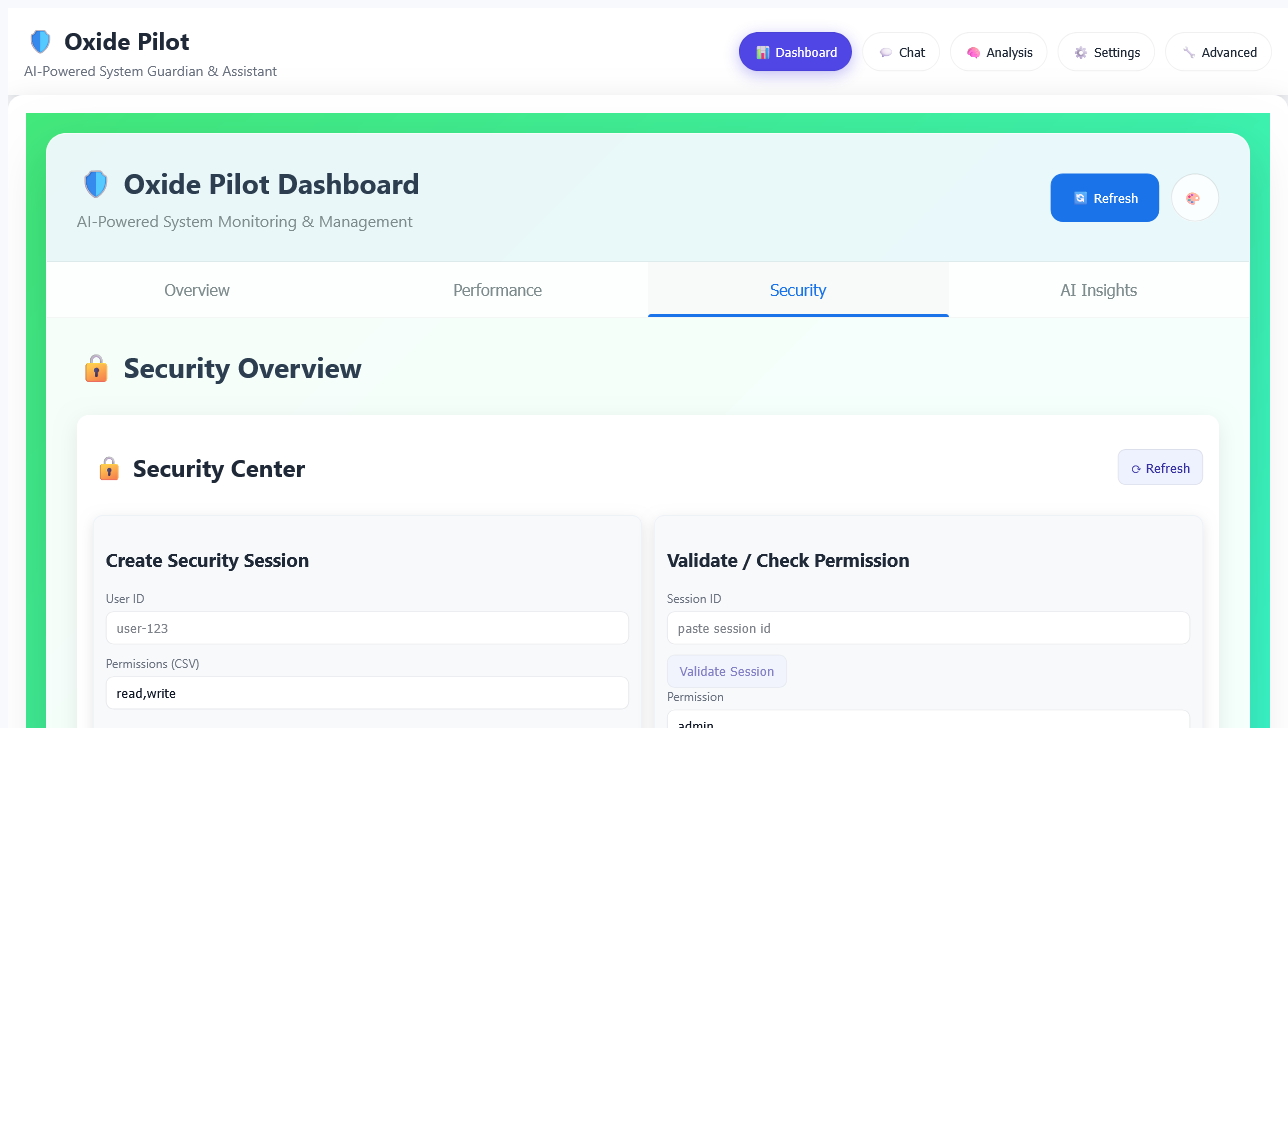 Oxide Pilot
AI-Powered System Guardian & Assistant
Dashboard
Chat
Analysis
Settings
Advanced
Oxide Pilot Dashboard
AI-Powered System Monitoring & Management
Refresh
Overview
Performance
Security
AI Insights
Security Overview
Security Center
Refresh
Create Security Session
User ID
user-123
Permissions (CSV)
read,write
Validate / Check Permission
Session ID
paste session id
Validate Session
Permission
admin